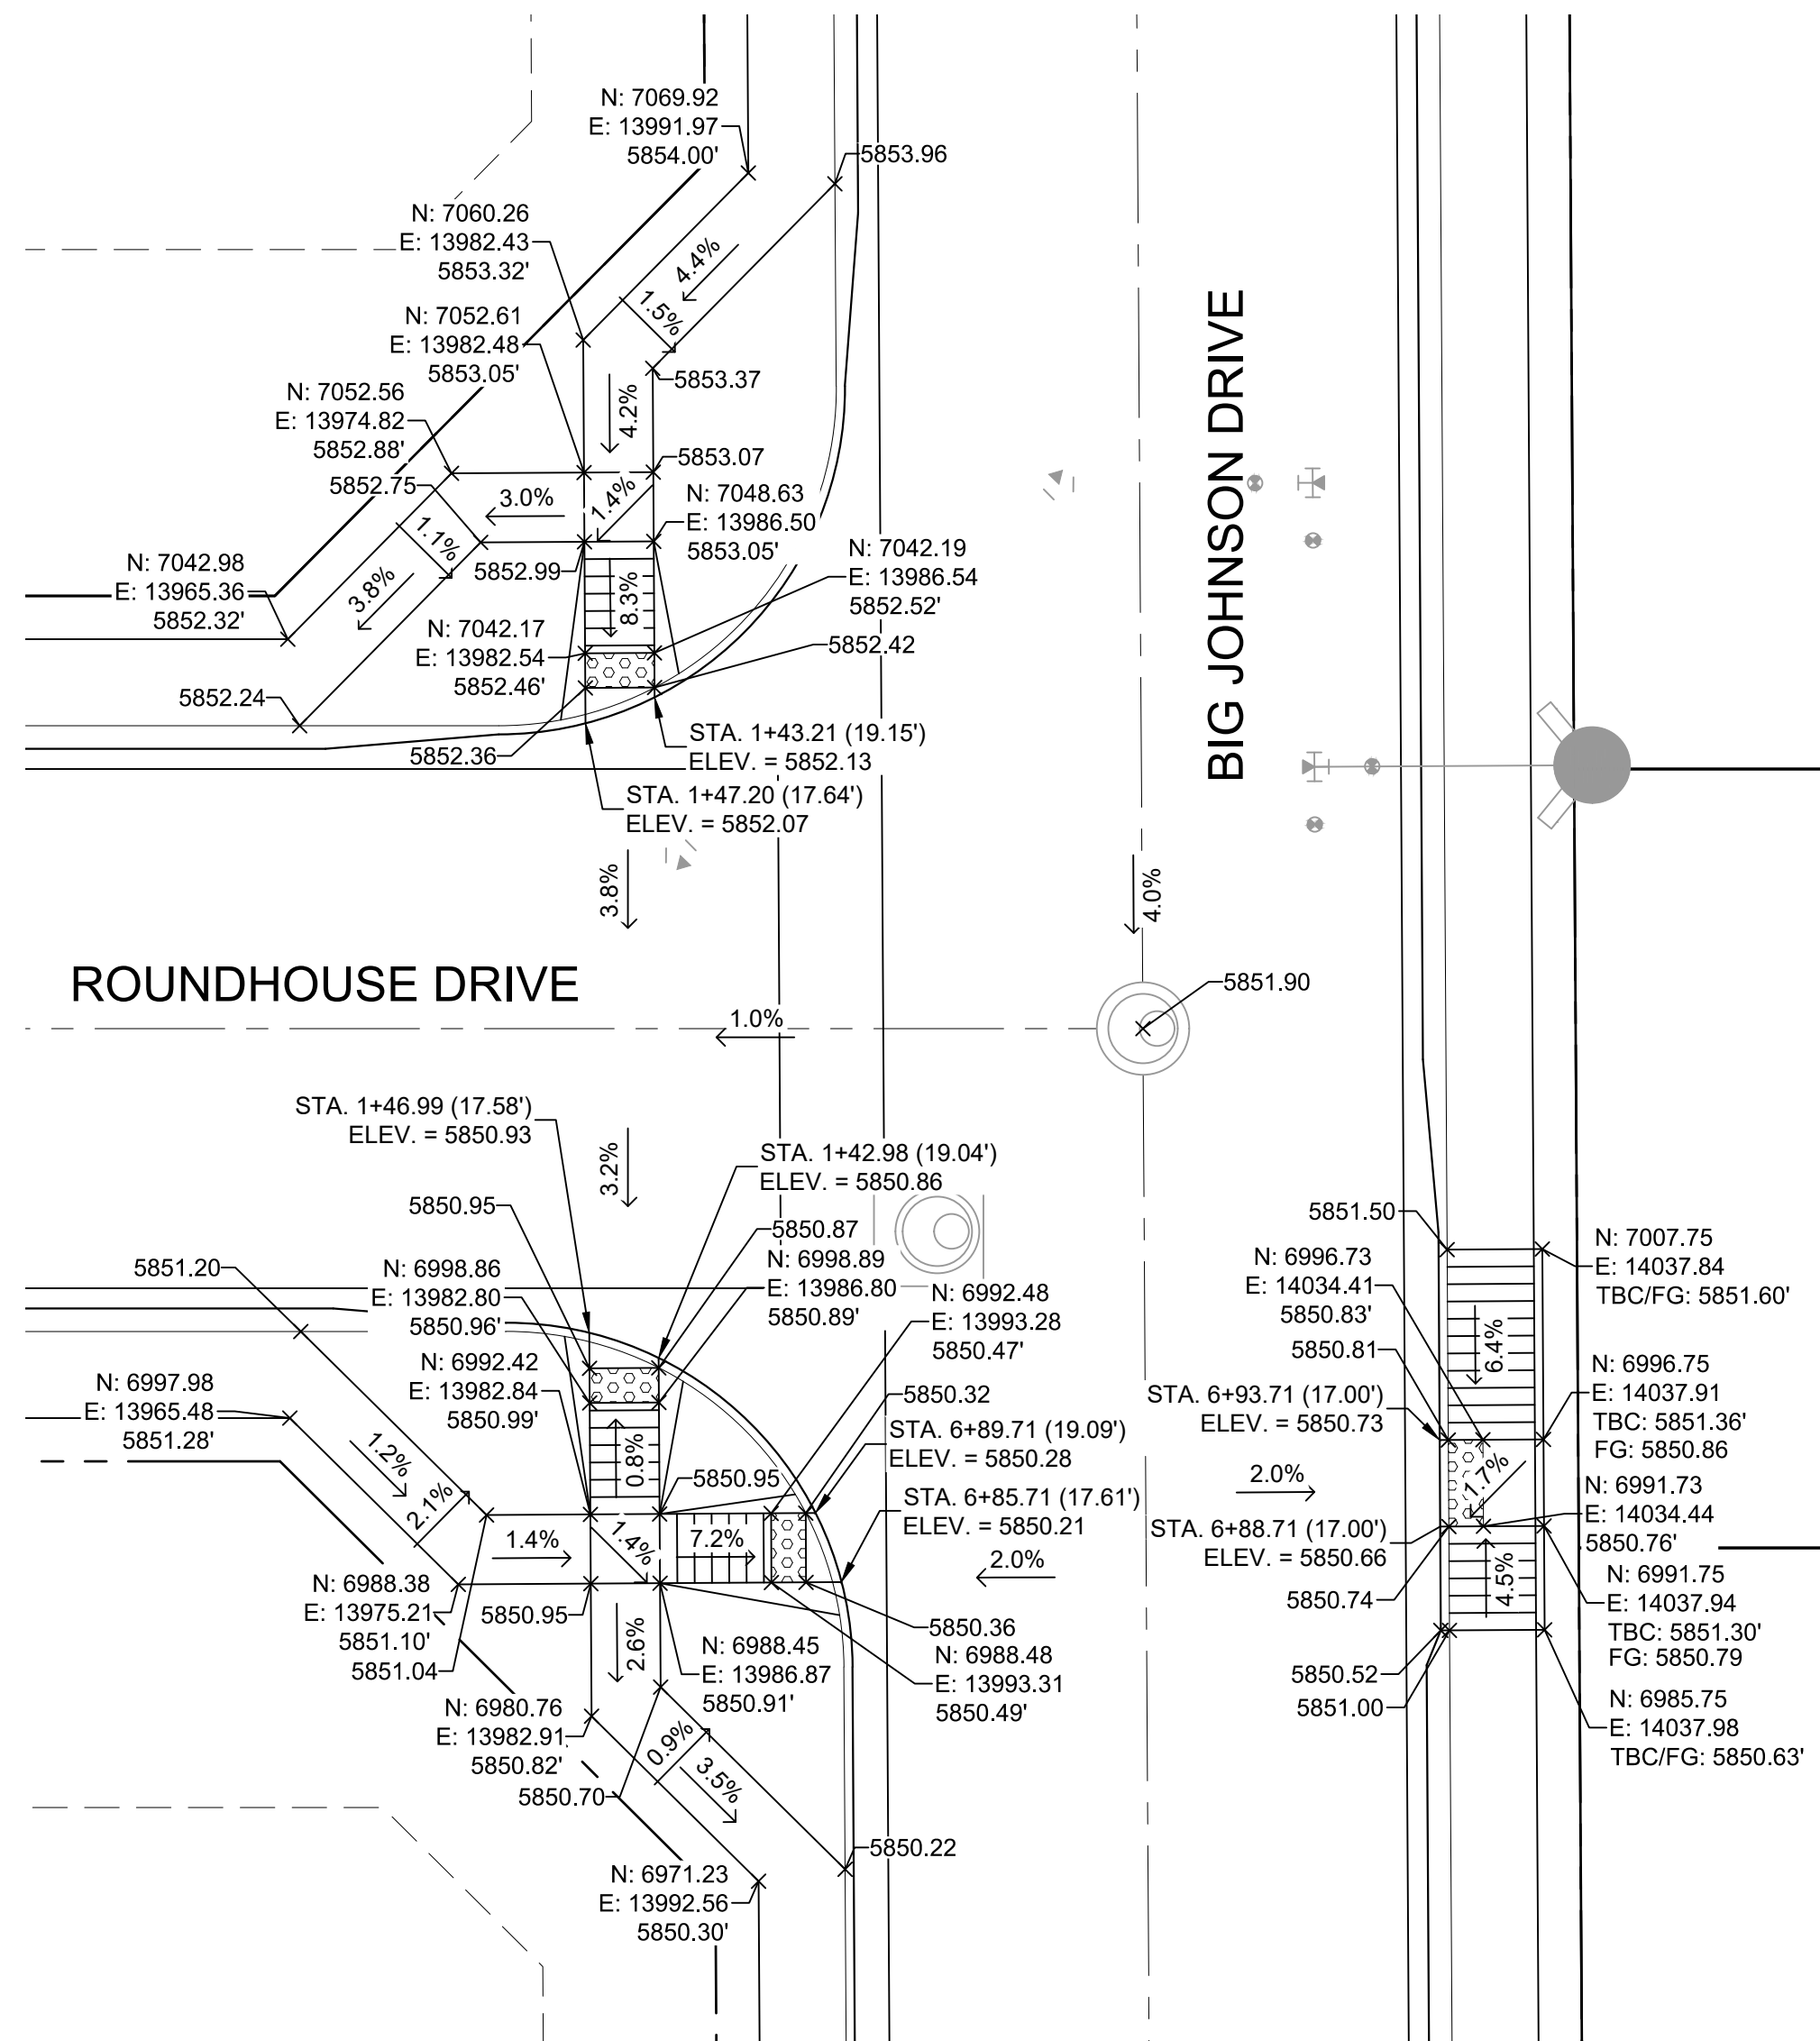 N: 7069.92
E: 13991.97
5854.00'
5853.96
N: 7060.26
E: 13982.43
5853.32'
4.4%
1.5%
N: 7052.61
E: 13982.48
5853.05'
5853.37
N: 7052.56
E: 13974.82
5852.88'
4.2%
5853.07
5852.75
3.0%
1.4%
N: 7048.63
E: 13986.50
5853.05'
1.1%
N: 7042.98
E: 13965.36
5852.32'
3.8%
5852.99
8.3%
N: 7042.19
E: 13986.54
5852.52'
N: 7042.17
E: 13982.54
5852.46'
5852.42
5852.24
5852.36
STA. 1+43.21 (19.15')
ELEV. = 5852.13
STA. 1+47.20 (17.64')
ELEV. = 5852.07
BIG JOHNSON DRIVE
3.8%
4.0%
ROUNDHOUSE DRIVE
5851.90
1.0%
STA. 1+46.99 (17.58')
ELEV. = 5850.93
3.2%
STA. 1+42.98 (19.04')
ELEV. = 5850.86
5850.95
5850.87
5851.20
N: 6998.86
E: 13982.80
5850.96'
N: 6998.89
E: 13986.80
5850.89'
N: 6992.48
E: 13993.28
5850.47'
N: 6992.42
E: 13982.84
5850.99'
N: 6997.98
E: 13965.48
5851.28'
5850.32
STA. 6+89.71 (19.09')
ELEV. = 5850.28
1.2%
2.1%
0.8%
5850.95
STA. 6+85.71 (17.61')
ELEV. = 5850.21
1.4%
1.4%
7.2%
2.0%
N: 6988.38
E: 13975.21
5851.10'
5851.04
5850.95
2.6%
5850.36
N: 6988.45
E: 13986.87
5850.91'
N: 6988.48
E: 13993.31
5850.49'
N: 6980.76
E: 13982.91
5850.82'
5850.70
0.9%
3.5%
5850.22
N: 6971.23
E: 13992.56
5850.30'
5851.50
N: 7007.75
E: 14037.84
TBC/FG: 5851.60'
N: 6996.73
E: 14034.41
5850.83'
6.4%
5850.81
N: 6996.75
E: 14037.91
TBC: 5851.36'
FG: 5850.86
STA. 6+93.71 (17.00')
ELEV. = 5850.73
2.0%
1.7%
N: 6991.73
E: 14034.44
5850.76'
STA. 6+88.71 (17.00')
ELEV. = 5850.66
5850.74
4.5%
N: 6991.75
E: 14037.94
TBC: 5851.30'
FG: 5850.79
5850.52
5851.00
N: 6985.75
E: 14037.98
TBC/FG: 5850.63'